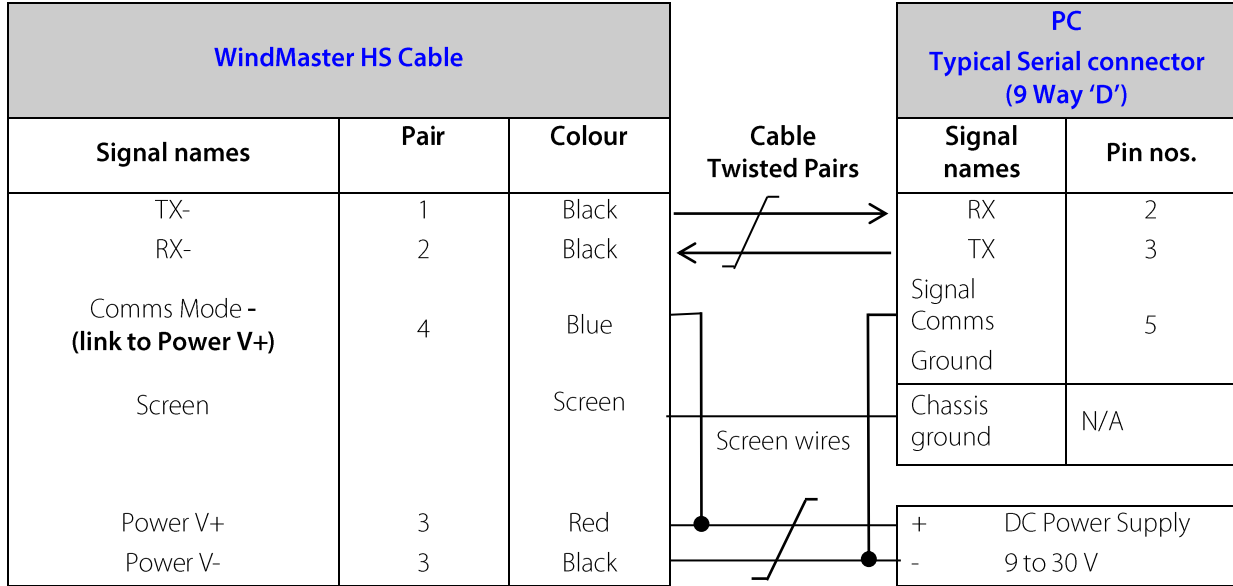 WindMaster HS Cable
PC
Typical Serial connector
(9 Way ‘D’)
Signal names Pair Colour
Cable
Twisted Pairs
Signal
names
Pin nos.
TX- 1 Black RX 2
RX- 2 Black TX 3
Comms Mode -
(link to Power V+)
4 Blue
Signal
Comms
Ground
5
Screen Screen
Chassis
ground
N/A
Screen wires
Power V+ 3 Red + DC Power Supply
Power V- 3 Black - 9 to 30 V